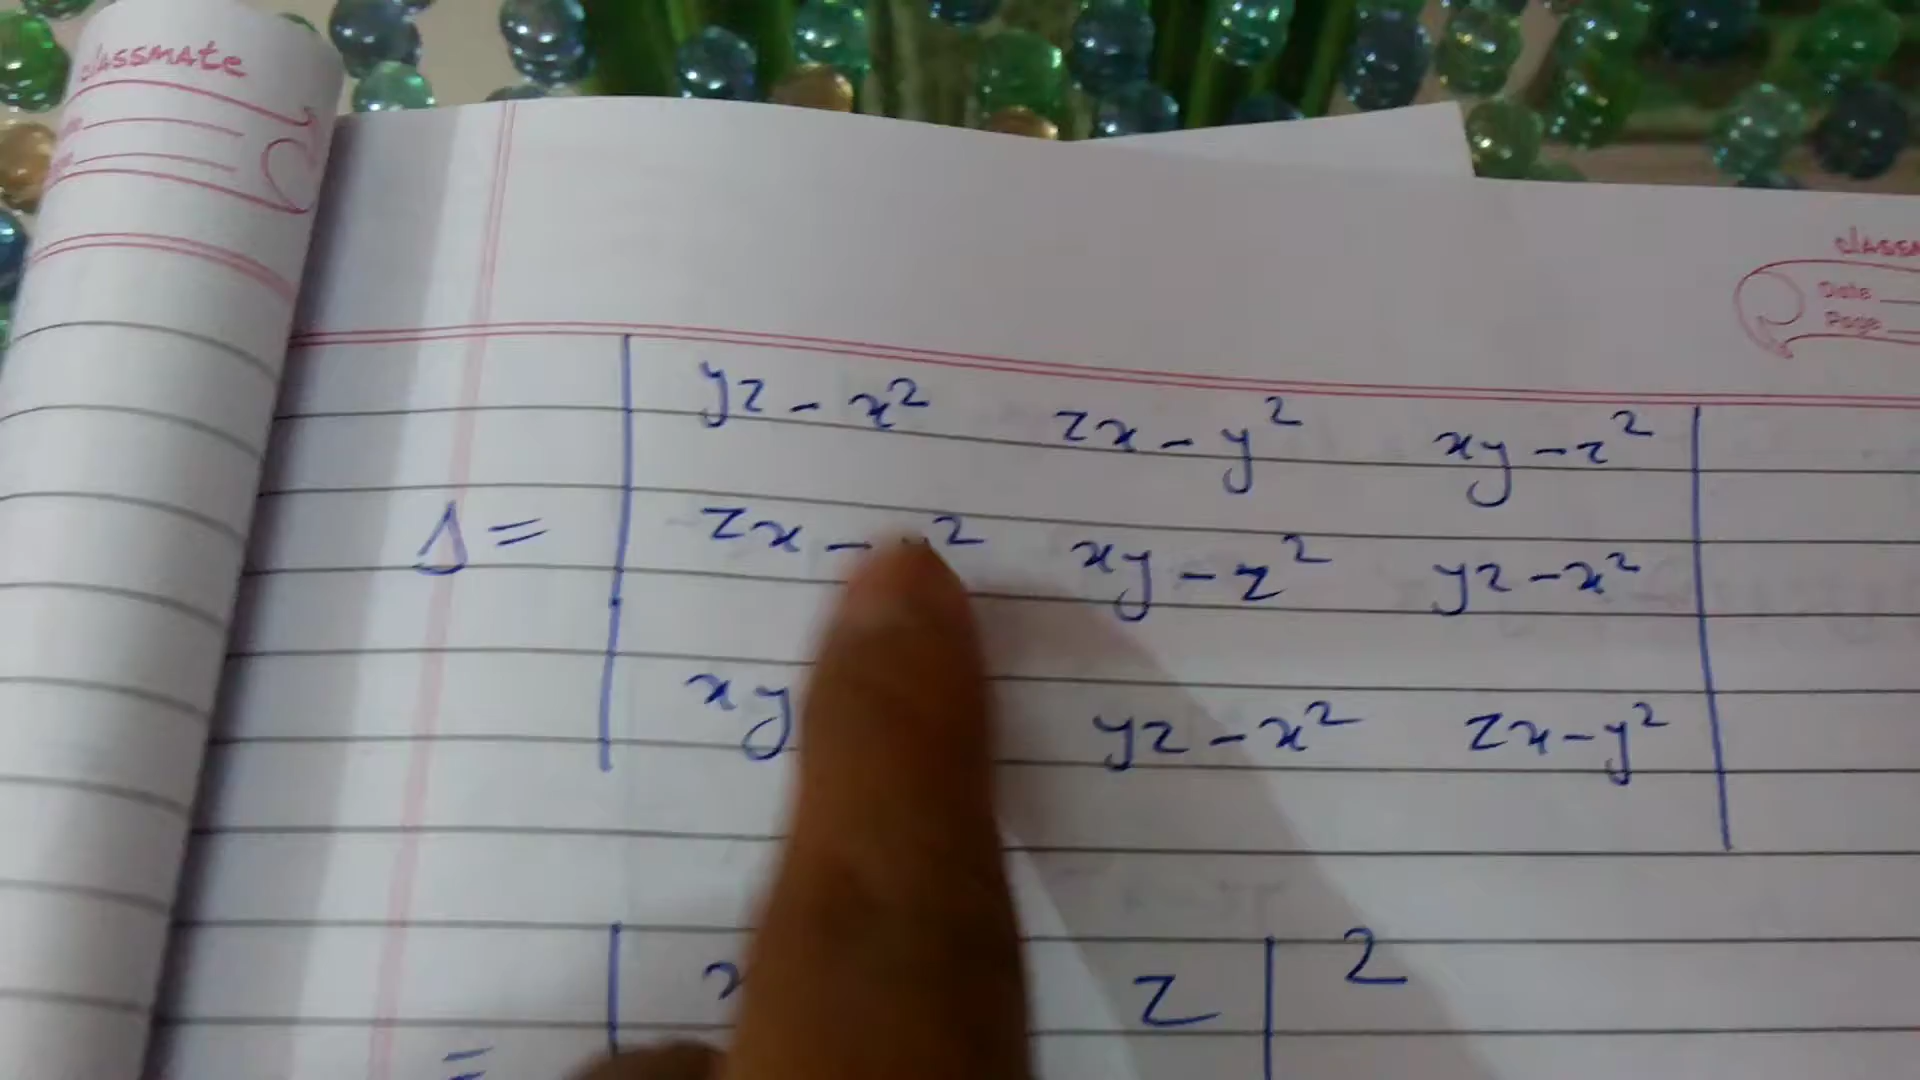 classmate
classmate
Date
Page
yz - x² zx - y² xy - z²
Δ = zx - ² xy - z² yz - x²
xy yz - x² zx - y²
x z 2
=